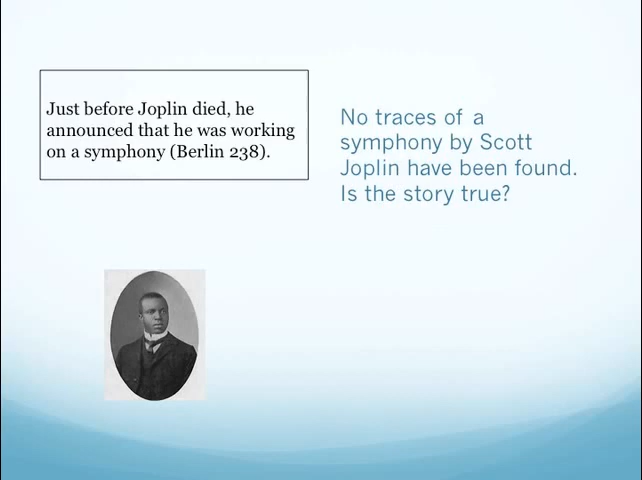 Just before Joplin died, he
announced that he was working
on a symphony (Berlin 238).
No traces of a
symphony by Scott
Joplin have been found.
Is the story true?